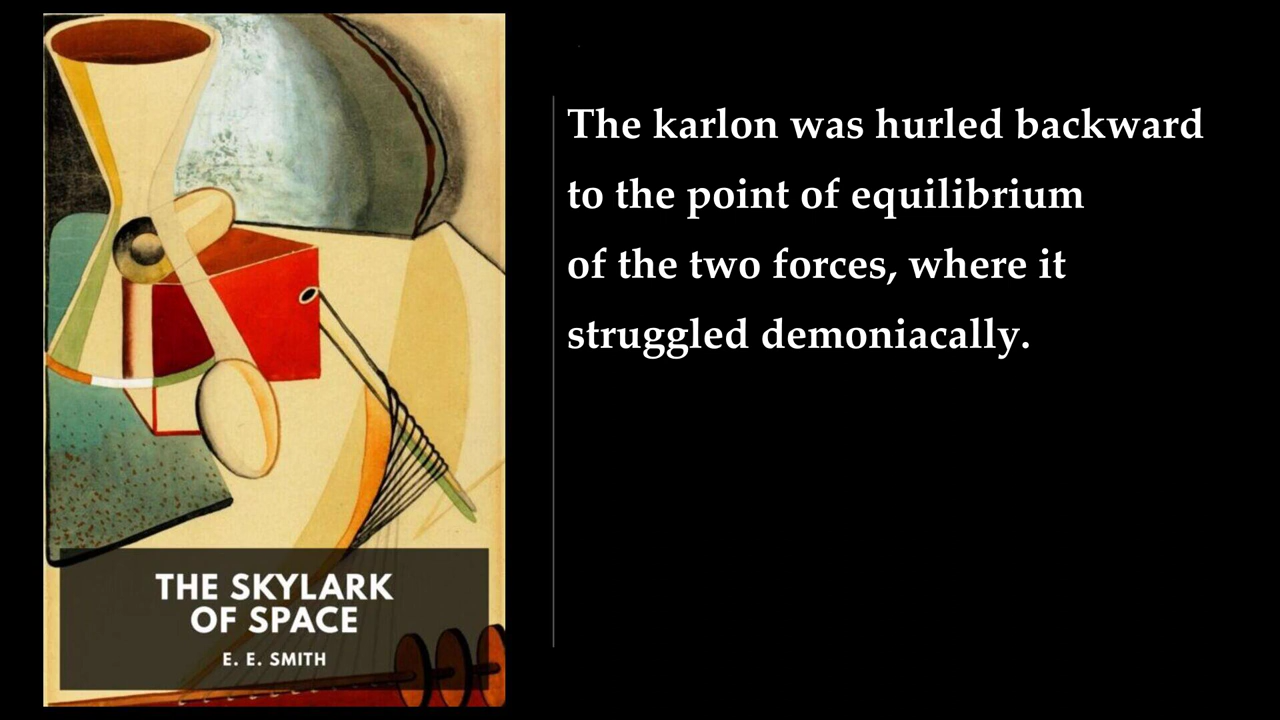 THE SKYLARK
OF SPACE
E. E. SMITH
The karlon was hurled backward
to the point of equilibrium
of the two forces, where it
struggled demoniacally.